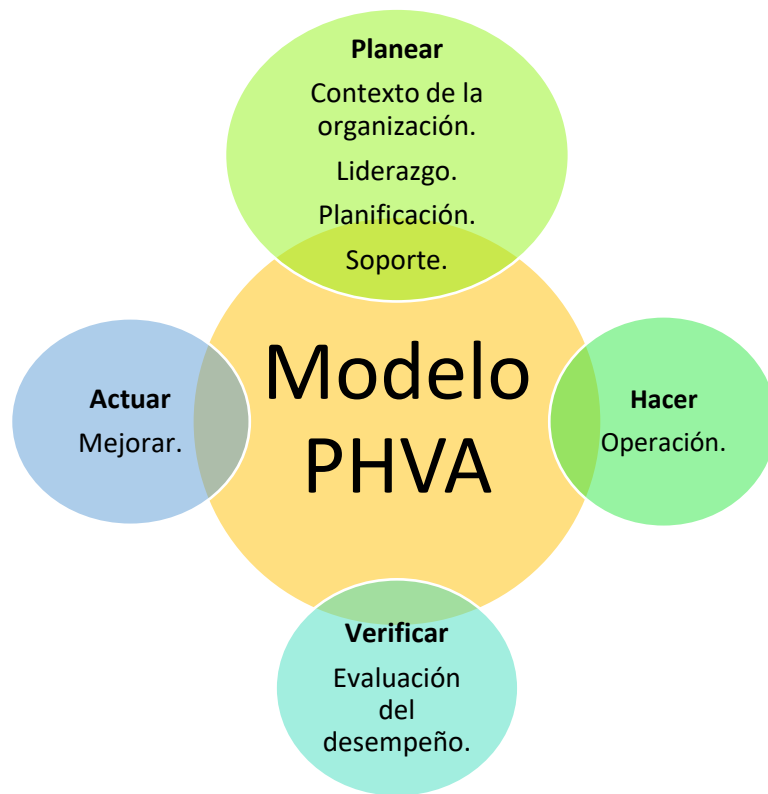 Planear
Contexto de la
organización.
Liderazgo.
Planificación.
Soporte.
Modelo
PHVA
Actuar
Mejorar.
Hacer
Operación.
Verificar
Evaluación
del
desempeño.